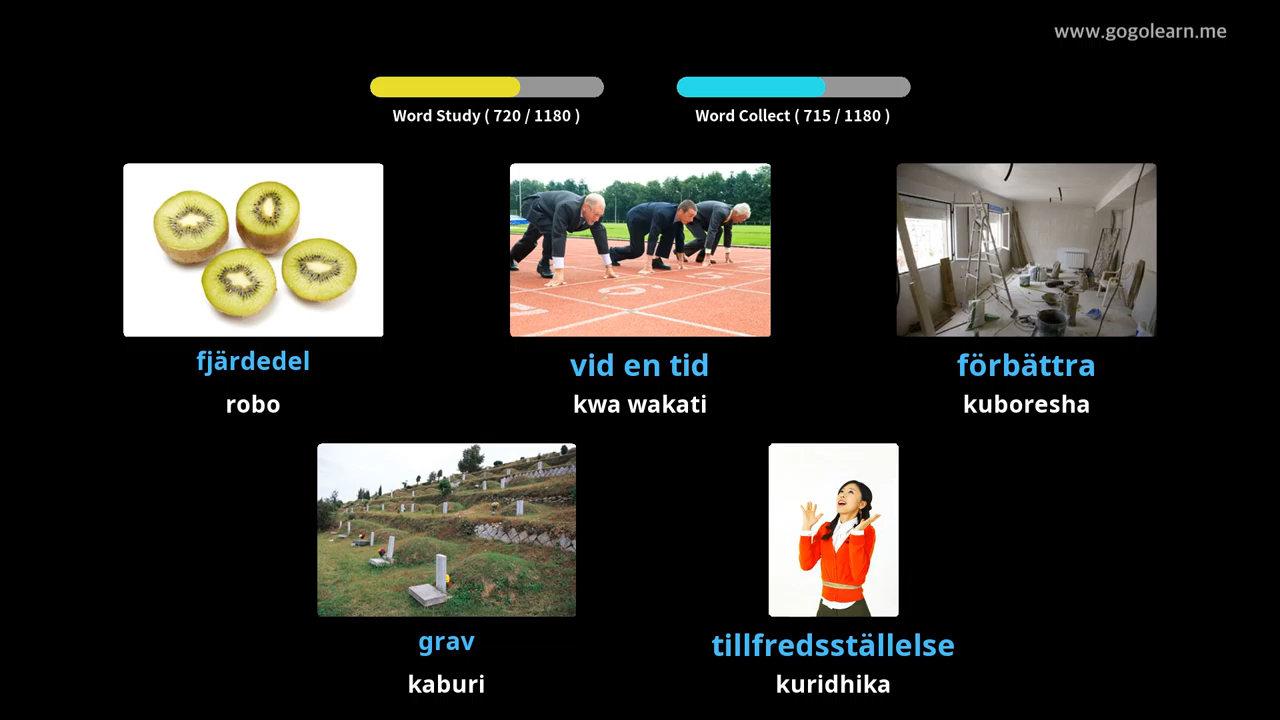 www.gogolearn.me
Word Study ( 720 / 1180 )
Word Collect ( 715 / 1180 )
fjärdedel
robo
vid en tid
kwa wakati
förbättra
kuboresha
grav
kaburi
tillfredsställelse
kuridhika